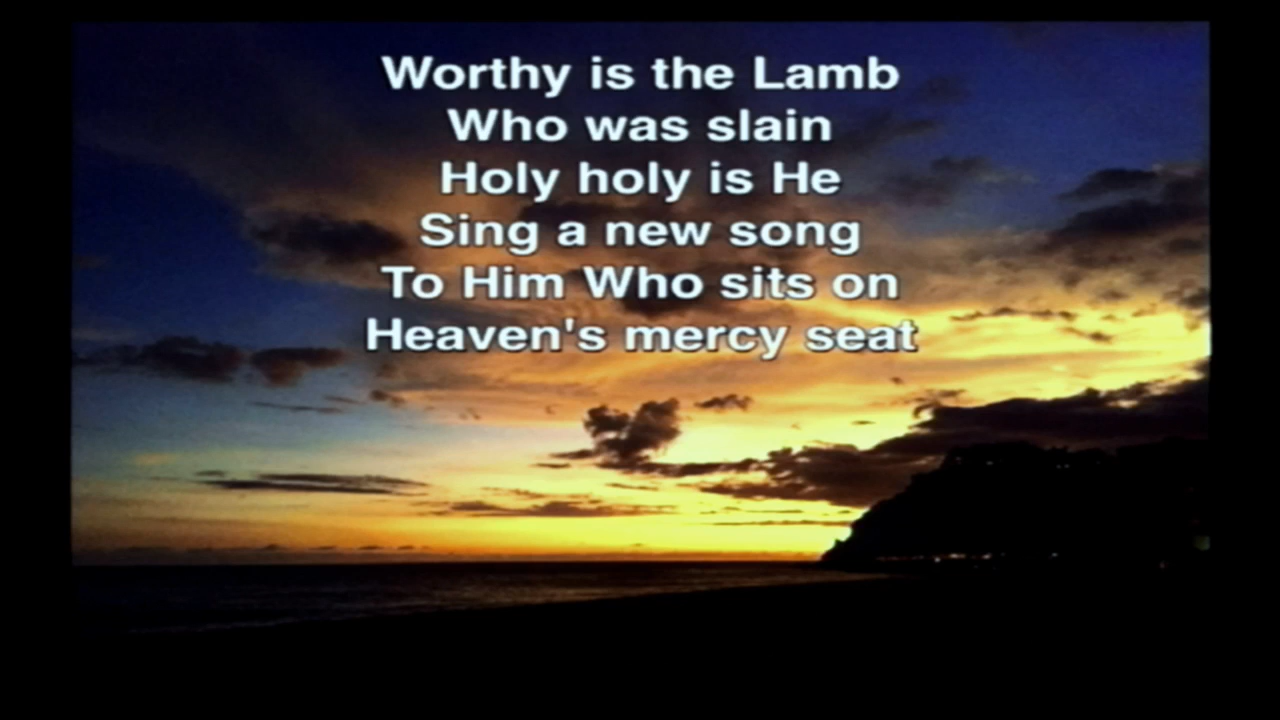 Worthy is the Lamb
Who was slain
Holy holy is He
Sing a new song
To Him Who sits on
Heaven's mercy seat